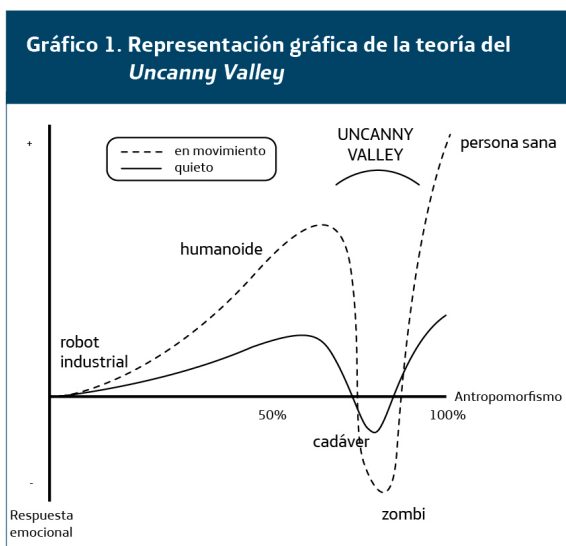 Gráfico 1. Representación gráfica de la teoría del
Uncanny Valley
+
en movimiento
quieto
UNCANNY
VALLEY
persona sana
humanoide
robot
industrial
Antropomorfismo
50%
100%
cadáver
-
zombi
Respuesta
emocional